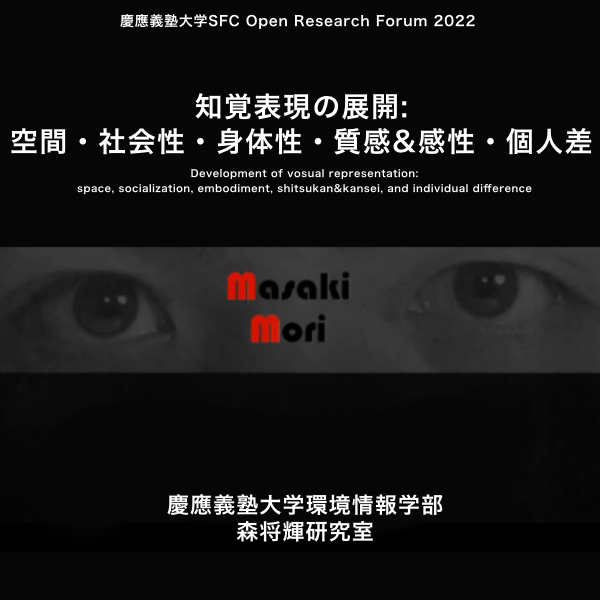 慶應義塾大学SFC Open Research Forum 2022
知覚表現の展開:
空間・社会性・身体性・質感&感性・個人差
Development of vosual representation:
space, socialization, embodiment, shitsukan&kansei, and individual difference
Masaki
Mori
慶應義塾大学環境情報学部
森将輝研究室